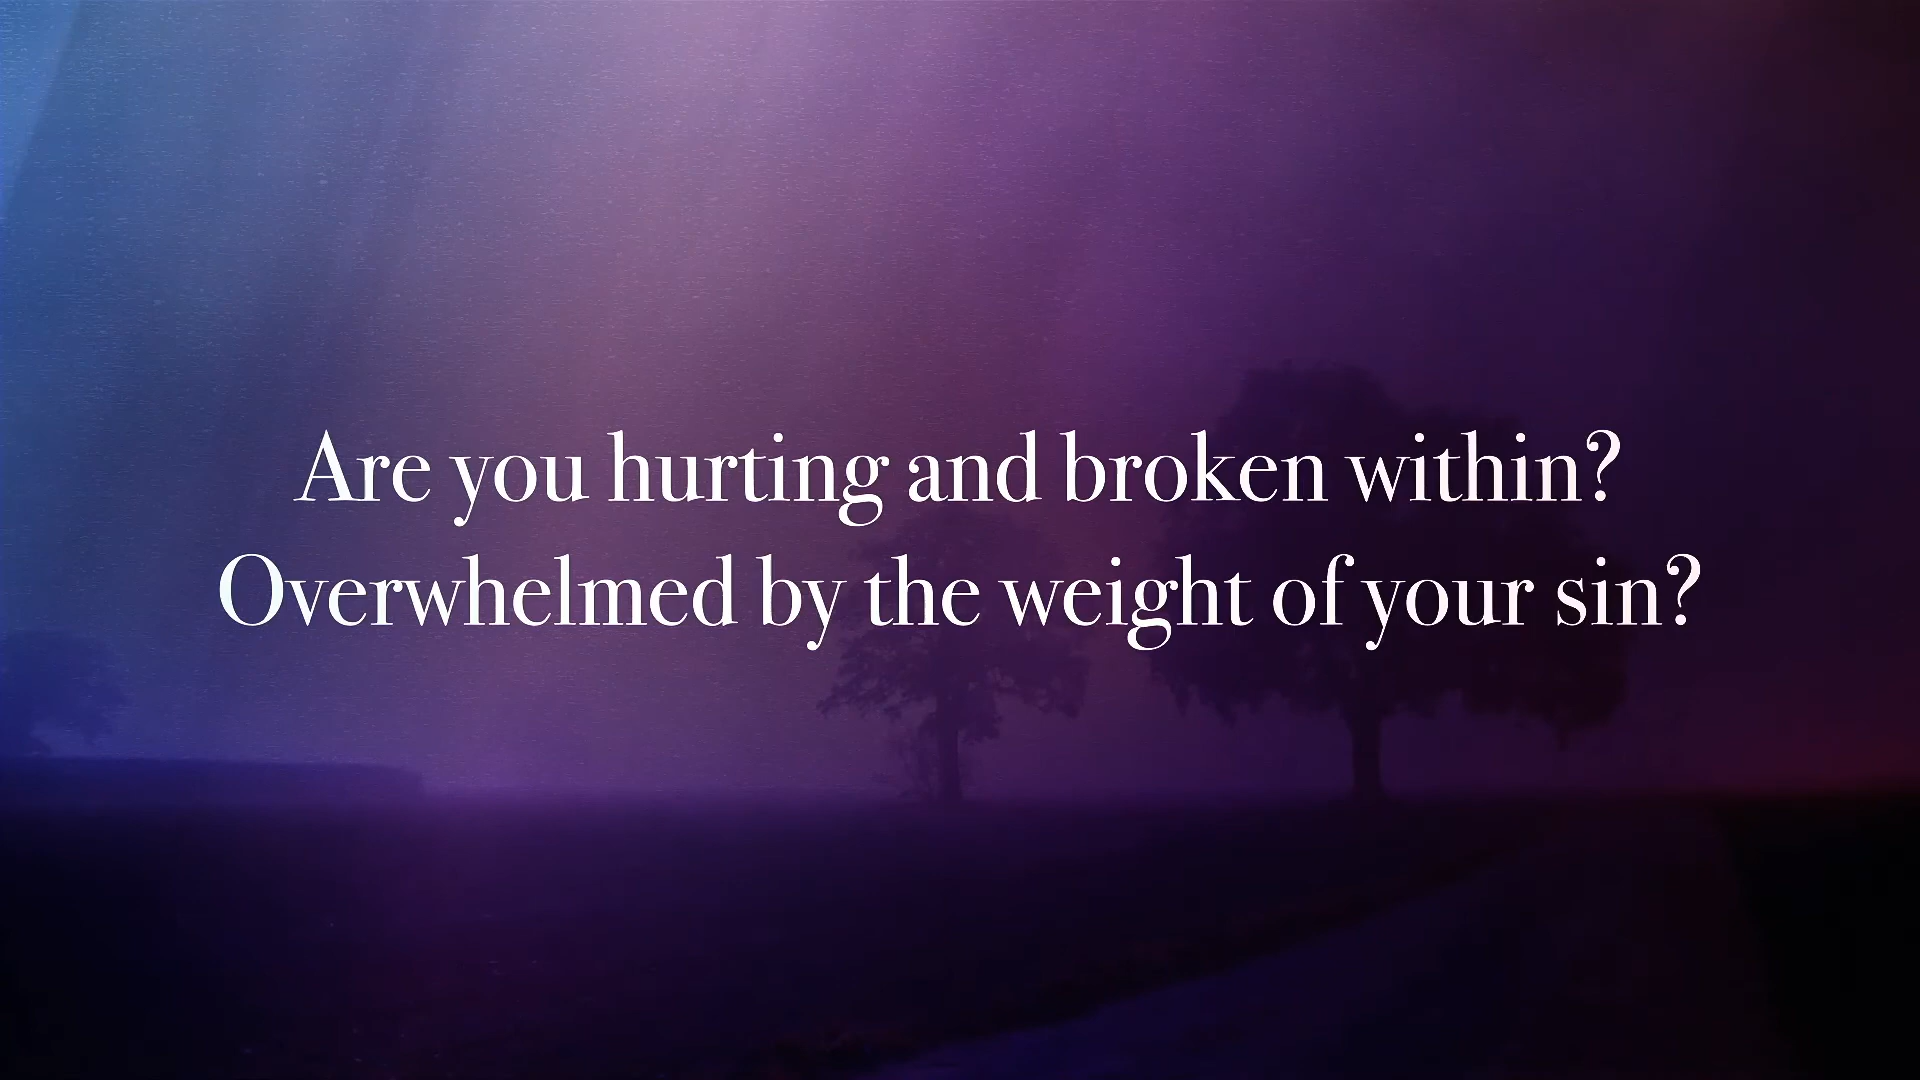 Are you hurting and broken within?
Overwhelmed by the weight of your sin?